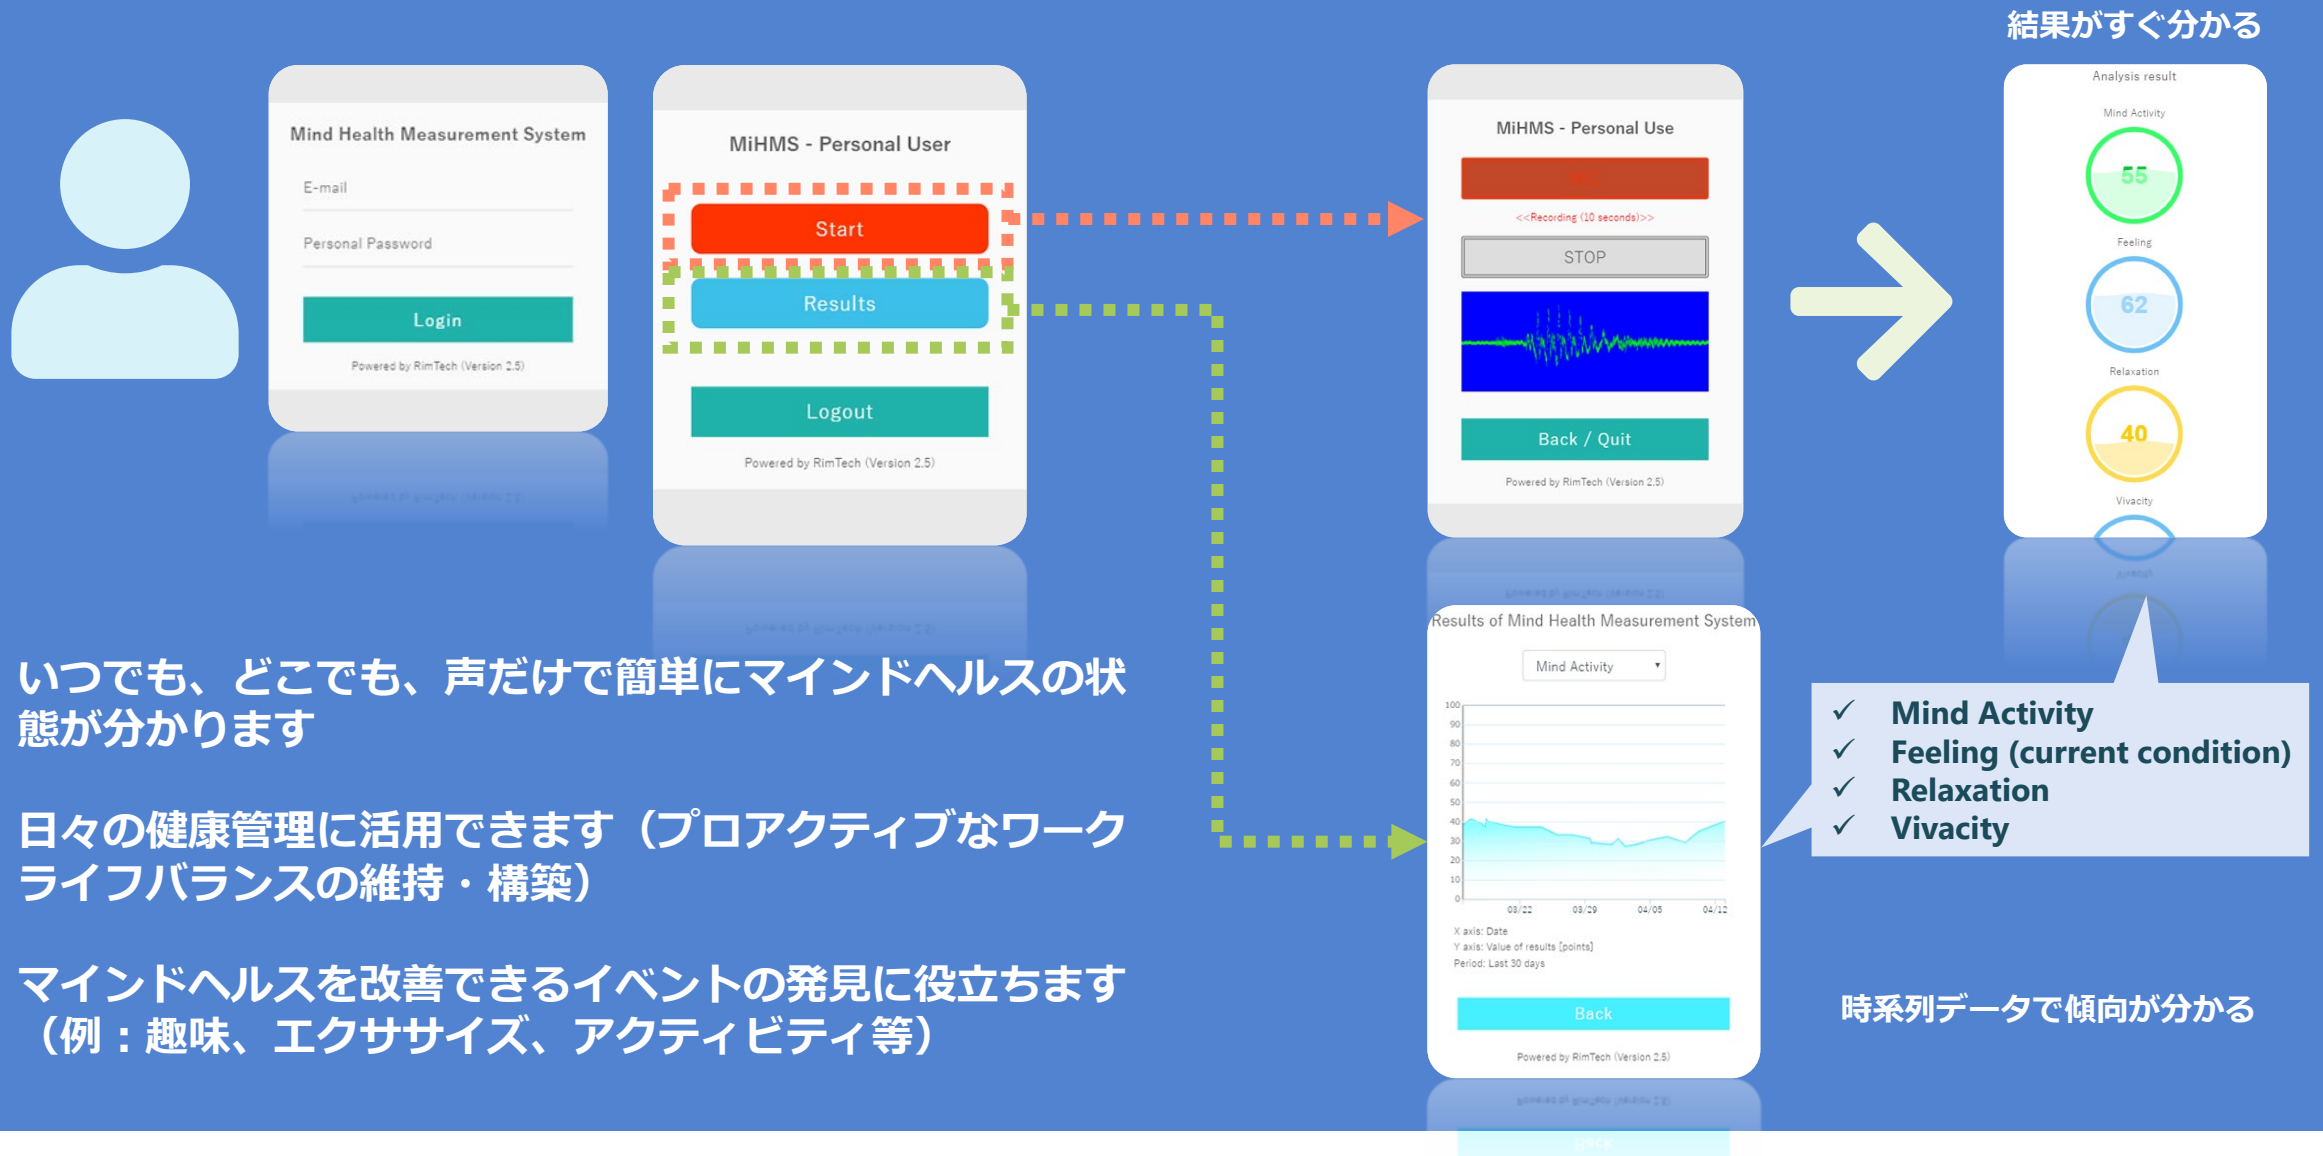 結果がすぐ分かる
Mind Health Measurement System
E-mail
Personal Password
Login
Powered by RimTech (Version 2.5)
MiHMS - Personal User
Start
Results
Logout
Powered by RimTech (Version 2.5)
MiHMS - Personal Use
<<Recording (10 seconds)>>
STOP
Back / Quit
Powered by RimTech (Version 2.5)
Analysis result
Mind Activity
55
Feeling
62
Relaxation
40
Vivacity
いつでも、どこでも、声だけで簡単にマインドヘルスの状
態が分かります
日々の健康管理に活用できます（プロアクティブなワーク
ライフバランスの維持・構築）
マインドヘルスを改善できるイベントの発見に役立ちます
（例：趣味、エクササイズ、アクティビティ等）
Results of Mind Health Measurement System
Mind Activity
100
90
80
70
60
50
40
30
20
10
0
03/22 03/29 04/05 04/12
X axis: Date
Y axis: Value of results [points]
Period: Last 30 days
Back
Powered by RimTech (Version 2.5)
✓ Mind Activity
✓ Feeling (current condition)
✓ Relaxation
✓ Vivacity
時系列データで傾向が分かる